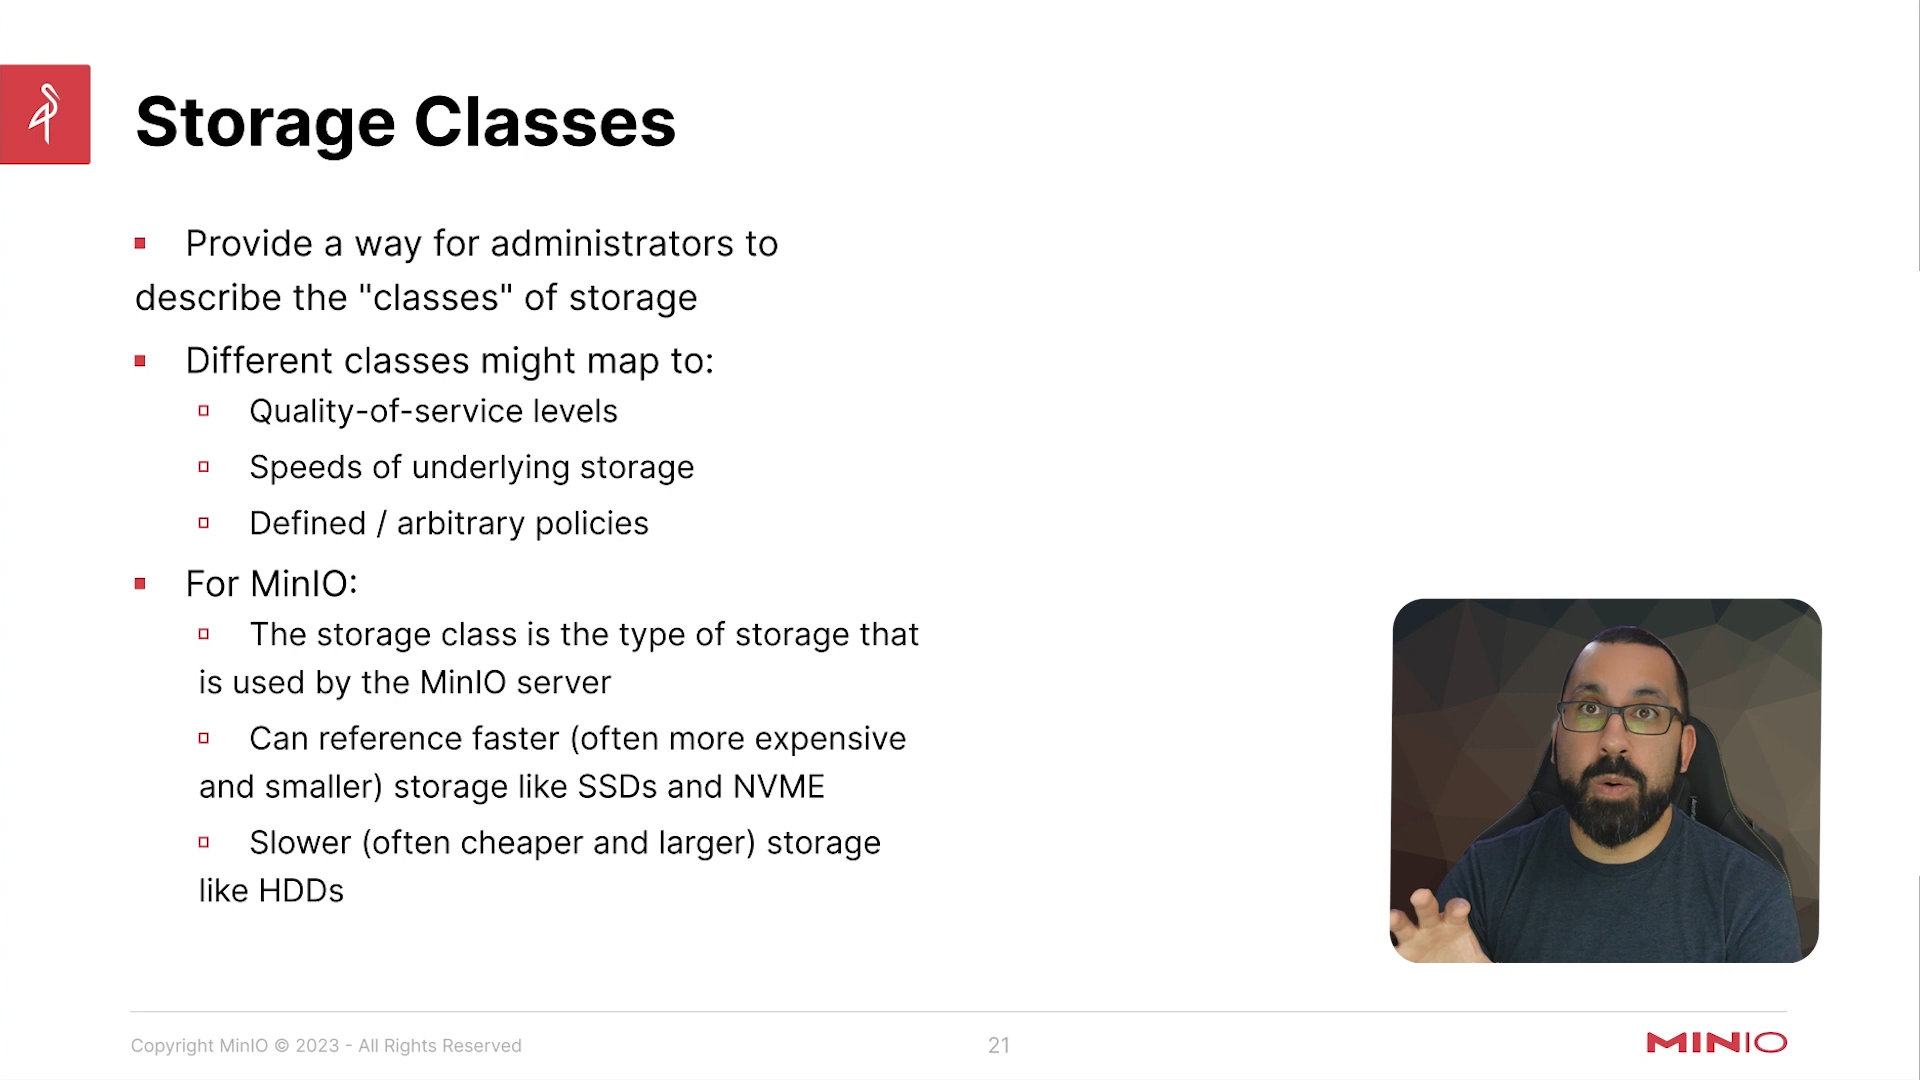 Storage Classes
Provide a way for administrators to
describe the "classes" of storage
Different classes might map to:
Quality-of-service levels
Speeds of underlying storage
Defined / arbitrary policies
For MinIO:
The storage class is the type of storage that
is used by the MinIO server
Can reference faster (often more expensive
and smaller) storage like SSDs and NVME
Slower (often cheaper and larger) storage
like HDDs
Copyright MinIO © 2023 - All Rights Reserved
21
MINIO